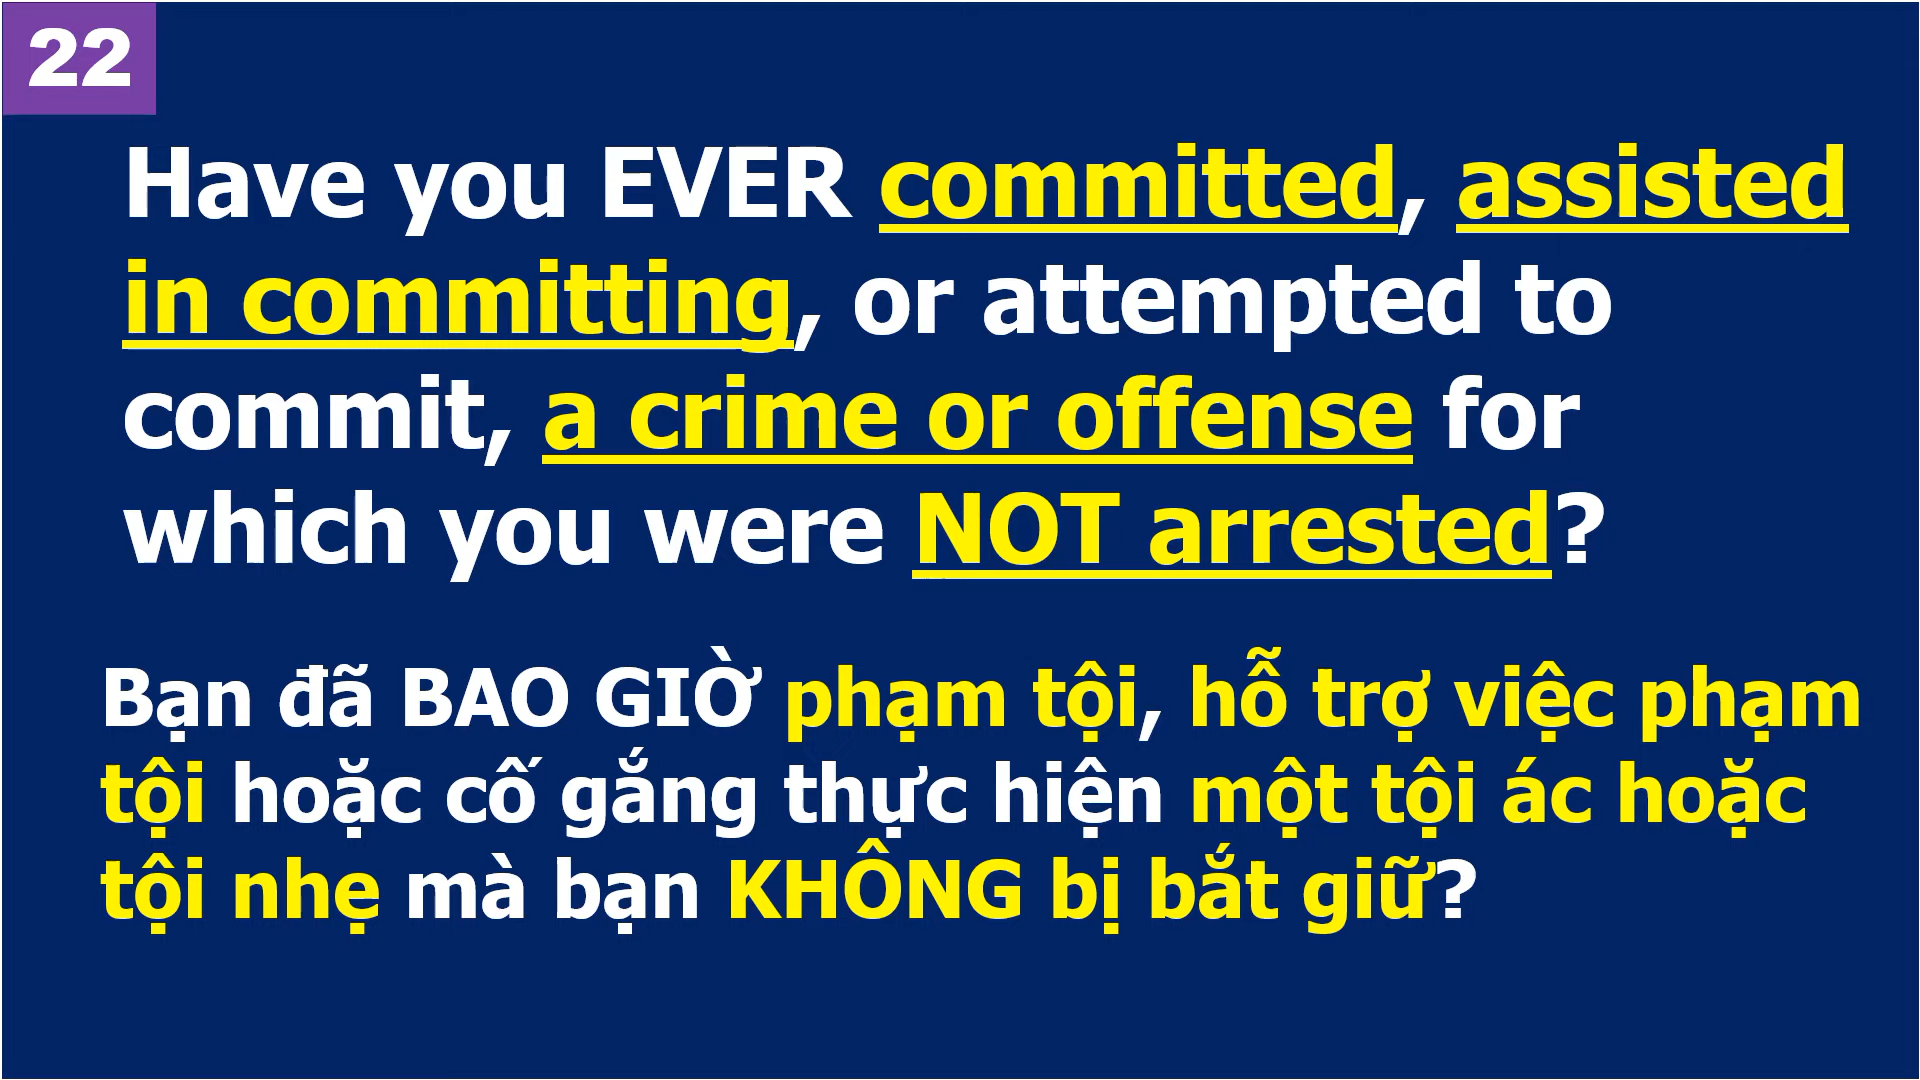 22
Have you EVER committed, assisted
in committing, or attempted to
commit, a crime or offense for
which you were NOT arrested?
Bạn đã BAO GIỜ phạm tội, hỗ trợ việc phạm
tội hoặc cố gắng thực hiện một tội ác hoặc
tội nhẹ mà bạn KHÔNG bị bắt giữ?